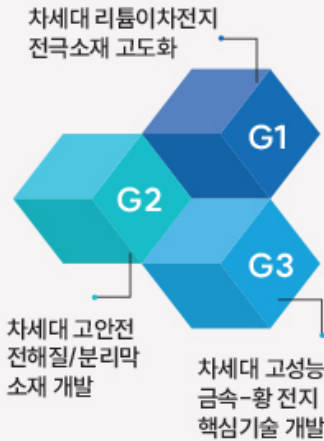 차세대 리튬이차전지
전극소재 고도화
G1
G2
G3
차세대 고안전
전해질/분리막
소재 개발
차세대 고성능
금속-황 전지
핵심기술 개발